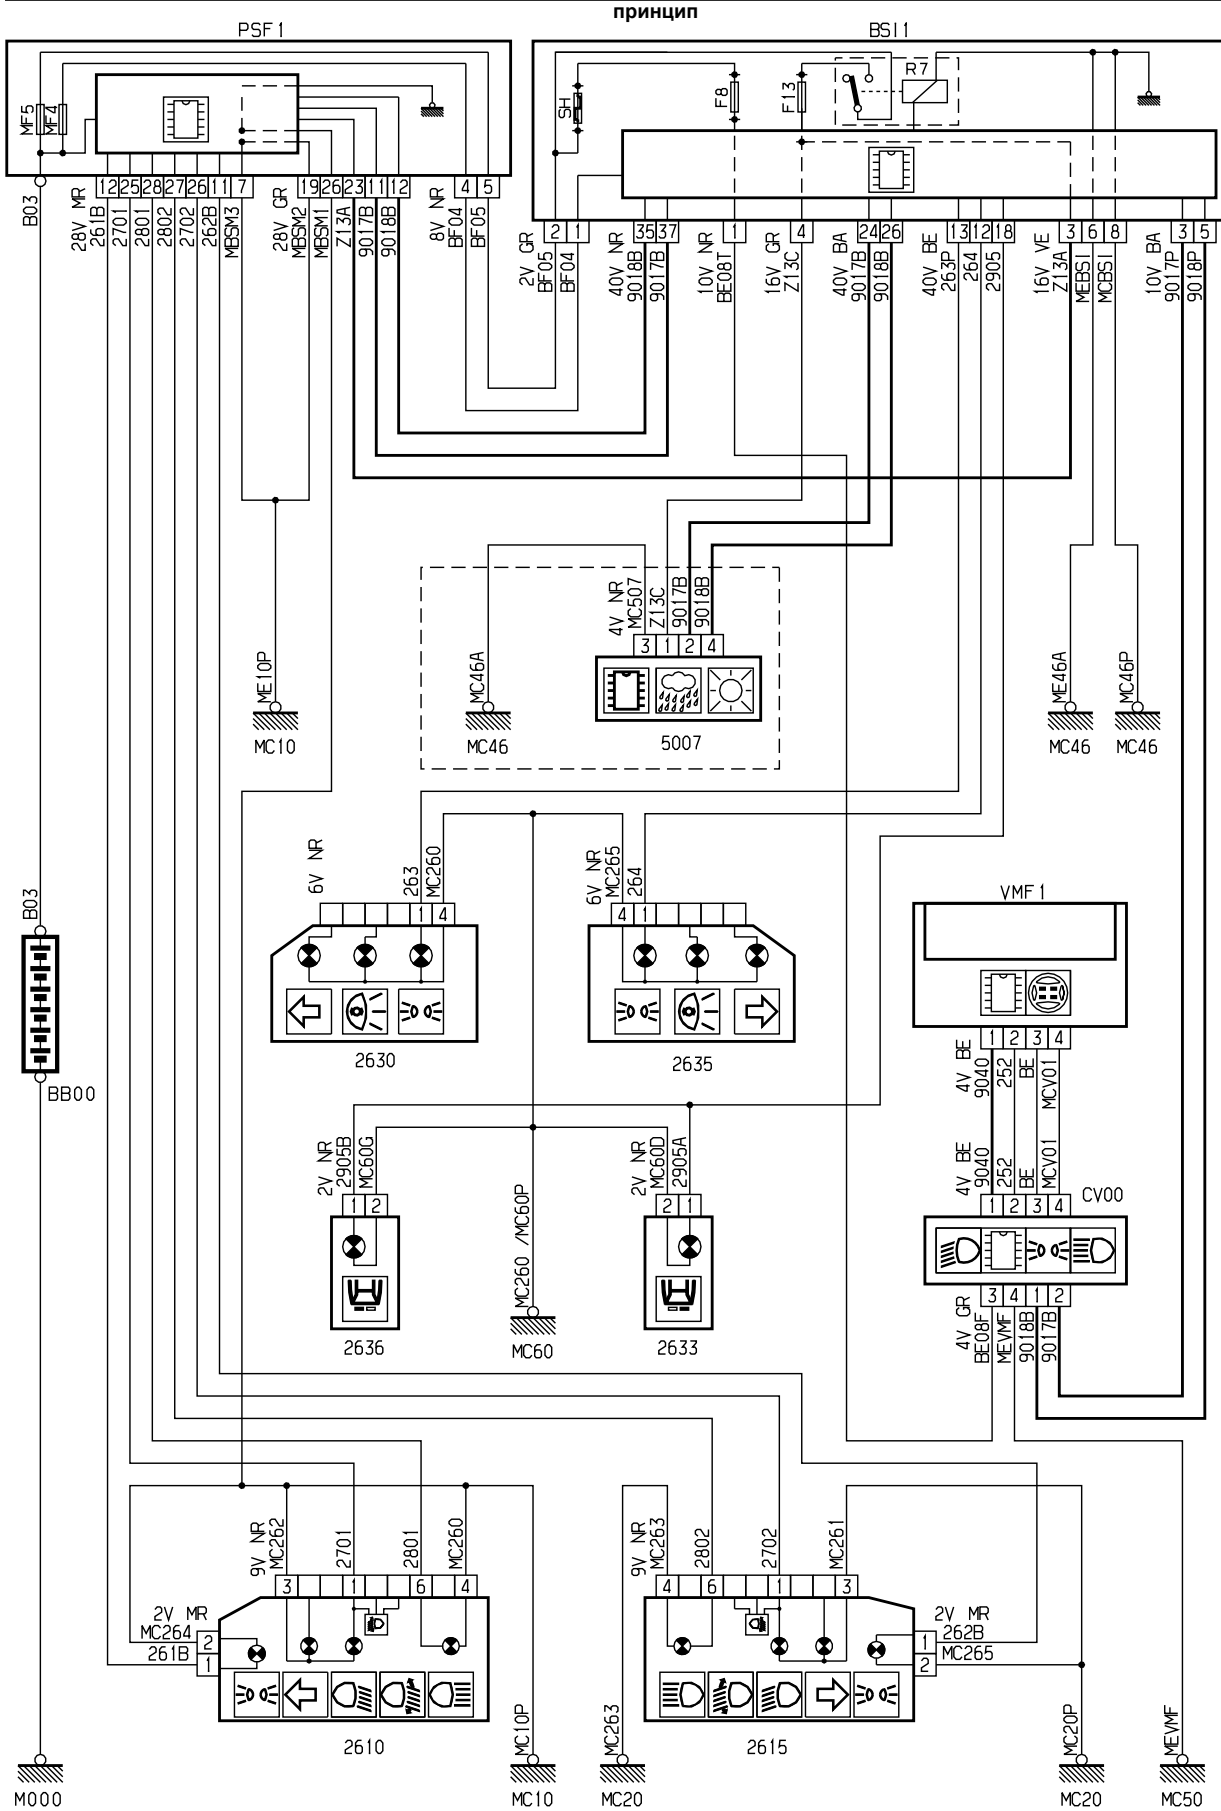 принцип
PSF1
BSI1
MF5
MF4
SH
F8
F13
R7
12 25 28 27 26 11 7
19 26 23 11 12
4 5
2 1
35 37
1
4
24 26
13 12 18
3 6 8
3 5
B03
28V MR
261B
2701
2801
2802
2702
262B
MBSM3
28V GR
MBSM2
MBSM1
Z13A
9017B
9018B
8V NR
BF04
BF05
2V GR
BF05
BF04
40V NR
9018B
9017B
10V NR
BE08T
16V GR
Z13C
40V BA
9017B
9018B
40V BE
263P
264
2905
16V VE
Z13A
MEBSI
MCBSI
10V BA
9017P
9018P
4V NR
MC507
Z13C
9017B
9018B
3 1 2 4
ME10P
MC46A
ME46A
MC46P
MC10
MC46
5007
MC46
MC46
6V NR
263
MC260
1 4
6V NR
MC265
264
4 1
B03
VMF1
2630
2635
BB00
1 2 3 4
4V BE
9040
252
BE
MCV01
2V NR
2905B
MC60G
1 2
MC260 /MC60P
2V NR
MC60D
2905A
2 1
4V BE
9040
252
BE
MCV01
1 2 3 4
CV00
3 4 1 2
4V GR
BE08F
MEVMF
9018B
9017B
2636
MC60
2633
9V NR
MC262
2701
2801
MC260
3 1 6 4
9V NR
MC263
2802
2702
MC261
4 6 1 3
2V MR
MC264
2
261B
1
2V MR
262B
1
MC265
2
2610
2615
MC10P
MC263
MC20P
MEVMF
M000
MC10
MC20
MC20
MC50